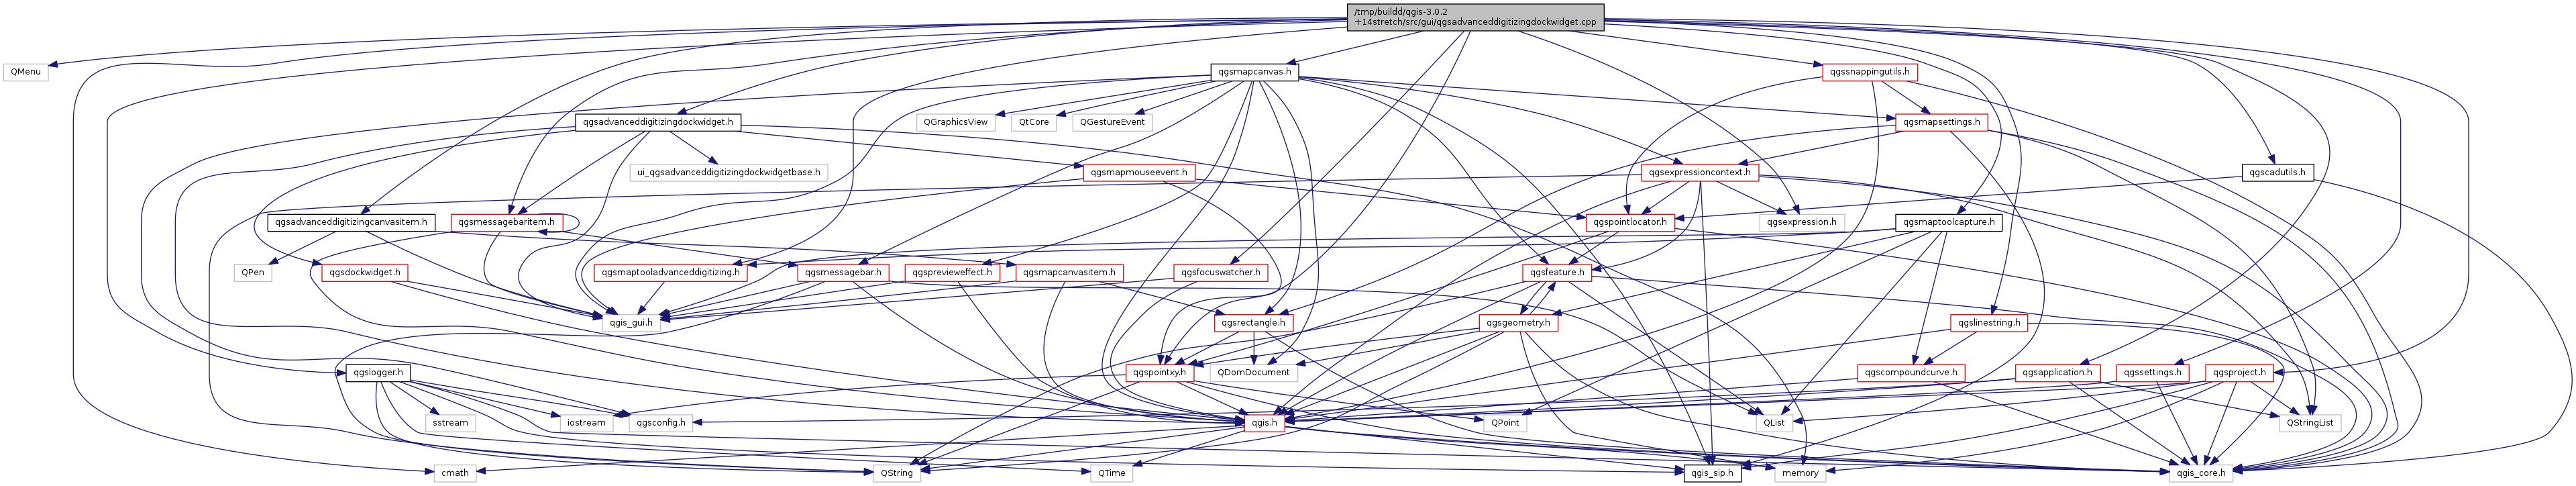 /tmp/buildd/qgis-3.0.2
+14stretch/src/gui/qgsadvanceddigitizingdockwidget.cpp
QMenu
qgsmapcanvas.h
qgssnappingutils.h
qgsadvanceddigitizingdockwidget.h
QGraphicsView
QtCore
QGestureEvent
qgsmapsettings.h
ui_qgsadvanceddigitizingdockwidgetbase.h
qgsmapmouseevent.h
qgsexpressioncontext.h
qgscadutils.h
qgsadvanceddigitizingcanvasitem.h
qgsmessagebaritem.h
qgspointlocator.h
qgsexpression.h
qgsmaptoolcapture.h
QPen
qgsdockwidget.h
qgsmaptooladvanceddigitizing.h
qgsmessagebar.h
qgsprevieweffect.h
qgsmapcanvasitem.h
qgsfocuswatcher.h
qgsfeature.h
qgis_gui.h
qgsrectangle.h
qgsgeometry.h
qgslinestring.h
qgslogger.h
qgspointxy.h
QDomDocument
qgscompoundcurve.h
qgsapplication.h
qgssettings.h
qgsproject.h
sstream
iostream
qgsconfig.h
qgis.h
QPoint
QList
QStringList
cmath
QString
QTime
qgis_sip.h
memory
qgis_core.h